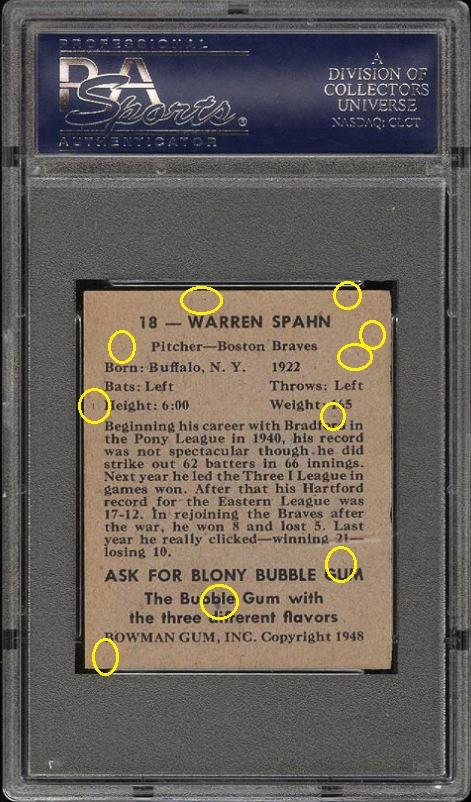 PROFESSIONAL
PSA
Sports®
AUTHENTICATOR
A
DIVISION OF
COLLECTORS
UNIVERSE
NASDAQ: CLCT
18 — WARREN SPAHN
Pitcher—Boston Braves
Born: Buffalo, N. Y. 1922
Bats: Left Throws: Left
Height: 6:00 Weight: 165
Beginning his career with Bradford in
the Pony League in 1940, his record
was not spectacular though he did
strike out 62 batters in 66 innings.
Next year he led the Three I League in
games won. After that his Hartford
record for the Eastern League was
17-12. In rejoining the Braves after
the war, he won 8 and lost 5. Last
year he really clicked—winning 21—
losing 10.
ASK FOR BLONY BUBBLE GUM
The Bubble Gum with
the three different flavors
BOWMAN GUM, INC. Copyright 1948